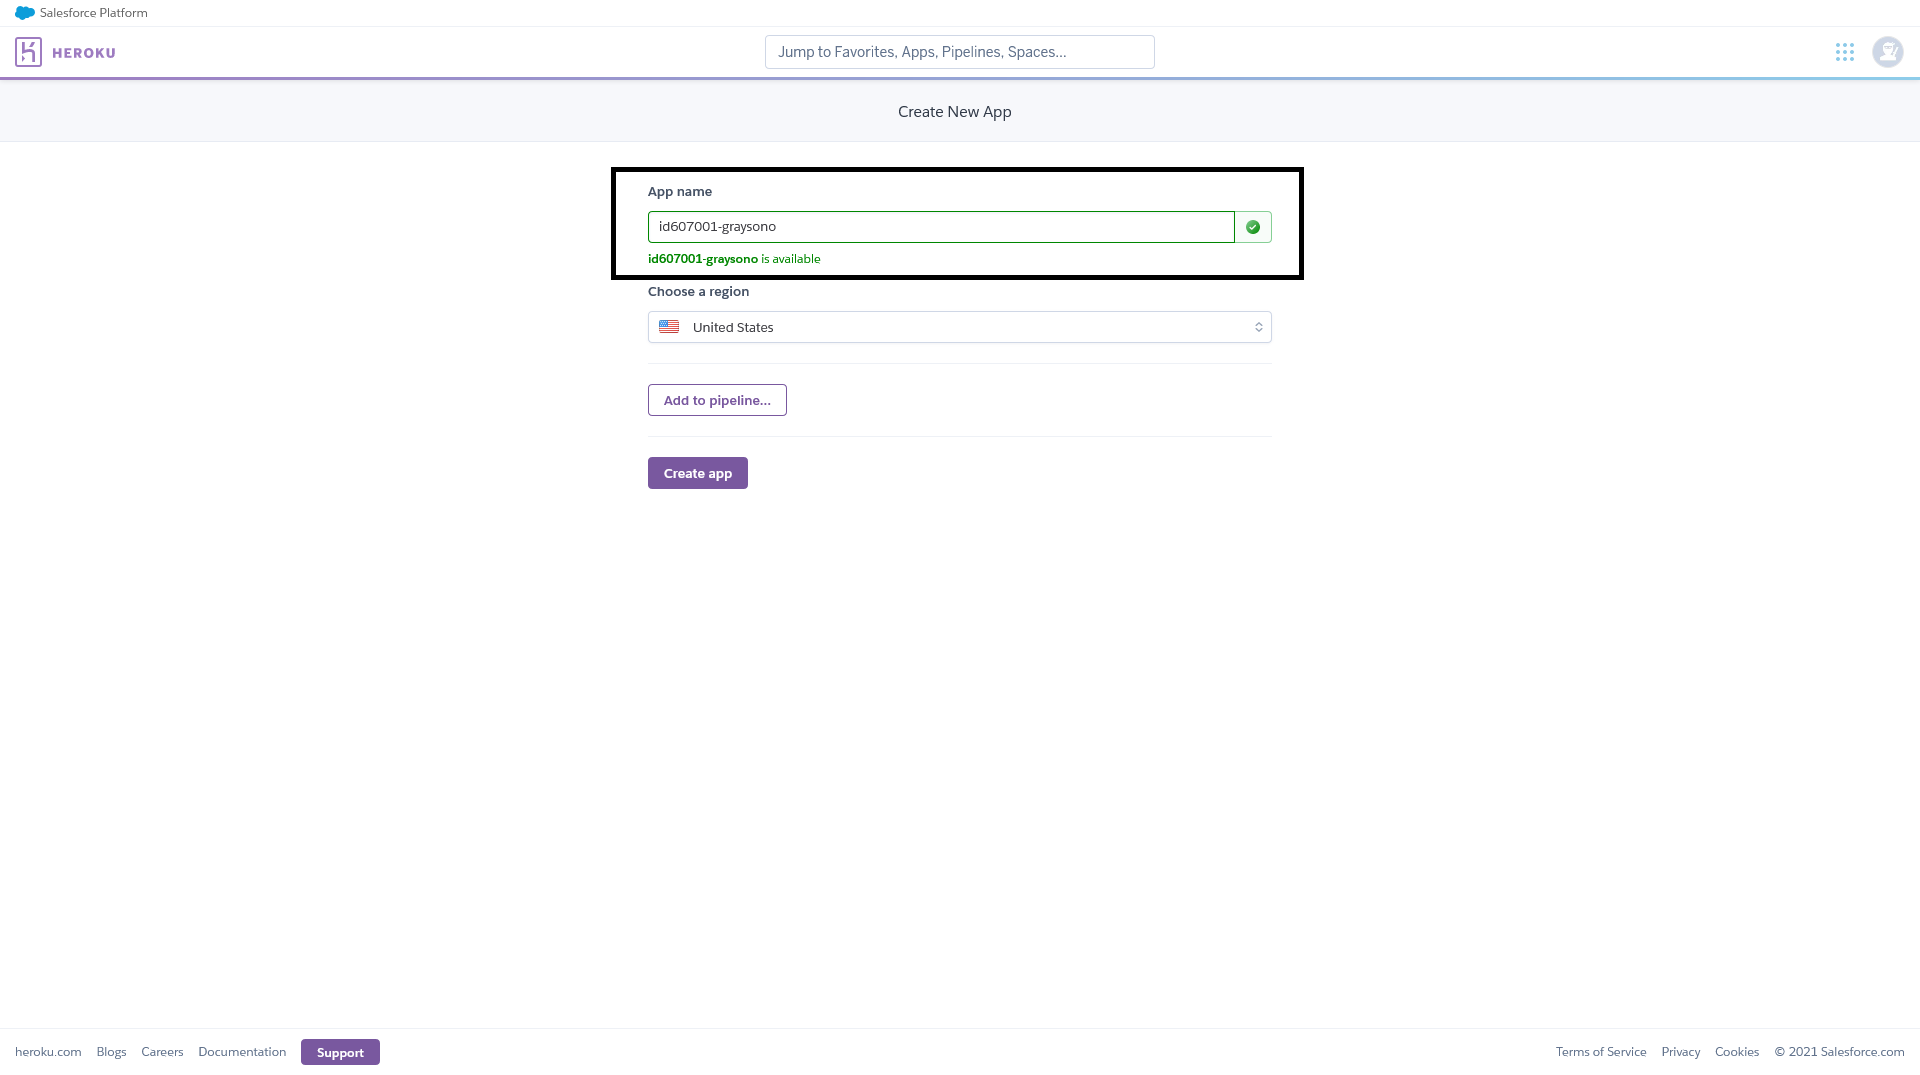 Salesforce Platform
HEROKU
Jump to Favorites, Apps, Pipelines, Spaces...
Create New App
App name
id607001-graysono
id607001-graysono is available
Choose a region
United States
Add to pipeline...
Create app
heroku.com Blogs Careers Documentation Support Terms of Service Privacy Cookies © 2021 Salesforce.com